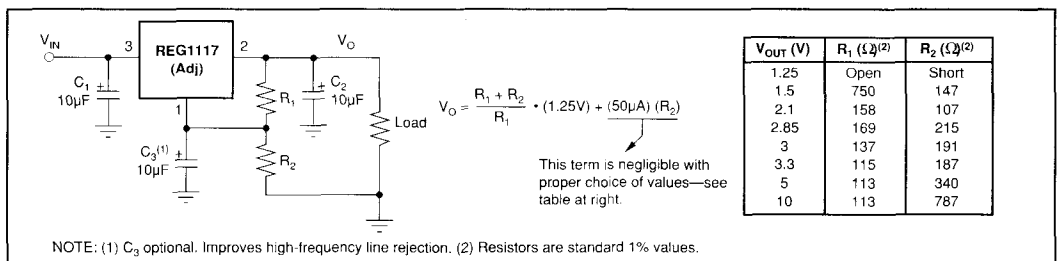 V_IN
3
REG1117
(Adj)
2
V_O
1
C_1
+
10µF
R_1
+
C_2
10µF
Load
C_3(1)
+
10µF
R_2
V_O = (R_1 + R_2) / R_1 • (1.25V) + (50µA) (R_2)
This term is negligible with
proper choice of values—see
table at right.
V_OUT (V) R_1 (Ω)(2) R_2 (Ω)(2)
1.25 Open Short
1.5 750 147
2.1 158 107
2.85 169 215
3 137 191
3.3 115 187
5 113 340
10 113 787
NOTE: (1) C_3 optional. Improves high-frequency line rejection. (2) Resistors are standard 1% values.